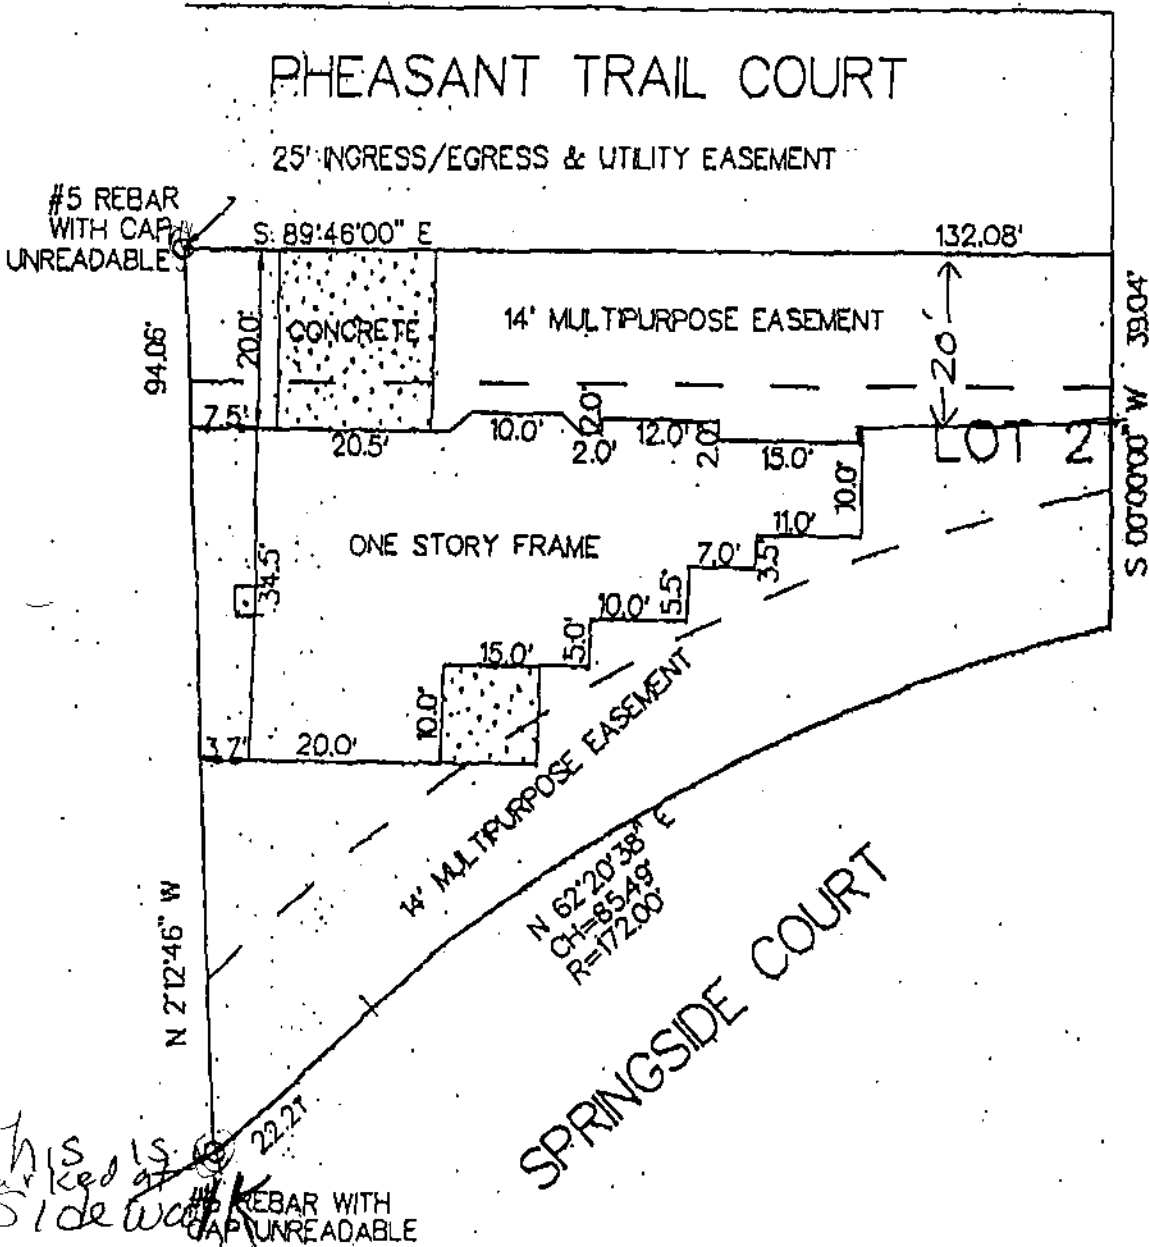 PHEASANT TRAIL COURT
25' INGRESS/EGRESS & UTILITY EASEMENT
#5 REBAR
WITH CAP
UNREADABLE
S 89°46'00" E
132.08'
94.06'
20.0'
CONCRETE
14' MULTIPURPOSE EASEMENT
20'
39.04'
7.5'
20.5'
10.0'
2.0'
2.0'
12.0'
2.0'
15.0'
LOT 2
S 00°00'00" W
10.0'
11.0'
ONE STORY FRAME
7.0'
3.5'
34.5'
10.0'
5.5'
5.0'
15.0'
10.0'
3.7'
20.0'
14' MULTIPURPOSE EASEMENT
N 62°20'38" E
CH=85.49'
R=172.00'
N 2°12'46" W
SPRINGSIDE COURT
22.21'
This is
marked at
Sidewalk
REBAR WITH
CAP UNREADABLE